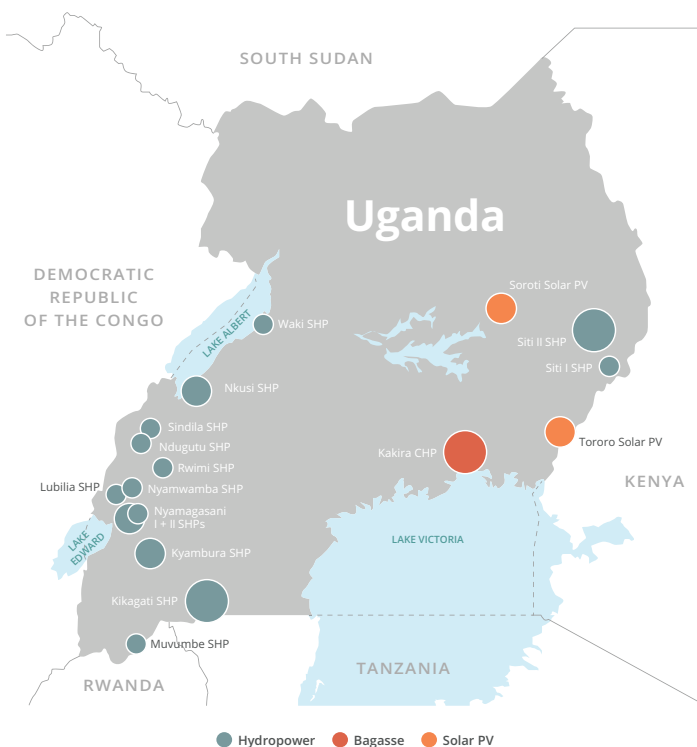 SOUTH SUDAN
Uganda
DEMOCRATIC
REPUBLIC
OF THE CONGO
Soroti Solar PV
LAKE ALBERT
Waki SHP
Siti II SHP
Siti I SHP
Nkusi SHP
Sindila SHP
Ndugutu SHP
Tororo Solar PV
Kakira CHP
Rwimi SHP
KENYA
Lubilia SHP
Nyamwamba SHP
Nyamagasani
I + II SHPs
LAKE
EDWARD
LAKE VICTORIA
Kyambura SHP
Kikagati SHP
Muvumbe SHP
TANZANIA
RWANDA
Hydropower
Bagasse
Solar PV